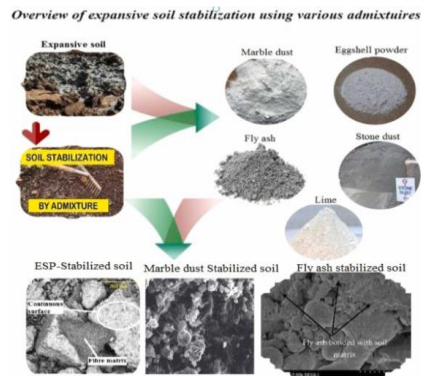 Overview of expansive soil stabilization using various admixtuires
Expansive soil
Marble dust
Eggshell powder
Fly ash
Stone dust
SOIL STABILIZATION
BY ADMIXTURE
Lime
ESP-Stabilized soil
Marble dust Stabilized soil
Fly ash stabilized soil
Continuous
surface
Fibre matrix
Fly ash bonded with soil
matrix